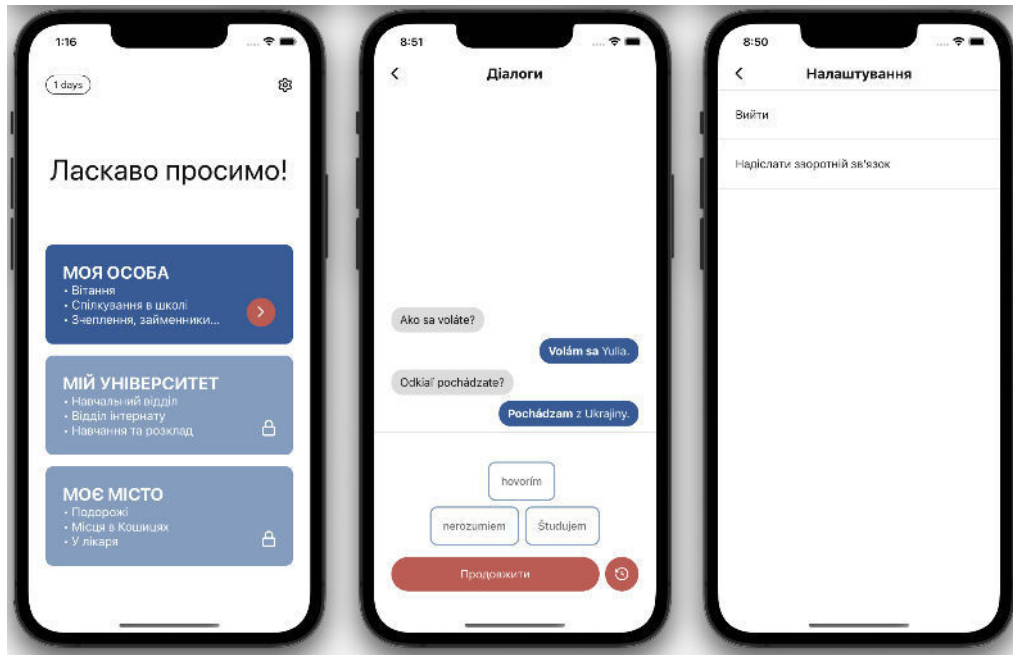 1:16
1 days
Ласкаво просимо!
МОЯ ОСОБА
• Вітання
• Спілкування в школі
• Зчеплення, займенники...
МІЙ УНІВЕРСИТЕТ
• Навчальний відділ
• Відділ інтернату
• Навчання та розклад
МОЄ МІСТО
• Подорожі
• Місця в Кошицях
• У лікаря
8:51
Діалоги
Ako sa voláte?
Volám sa Yulia.
Odkiaľ pochádzate?
Pochádzam z Ukrajiny.
hovorím
nerozumiem
Študujem
Продовжити
8:50
Налаштування
Вийти
Надіслати зворотній зв'язок